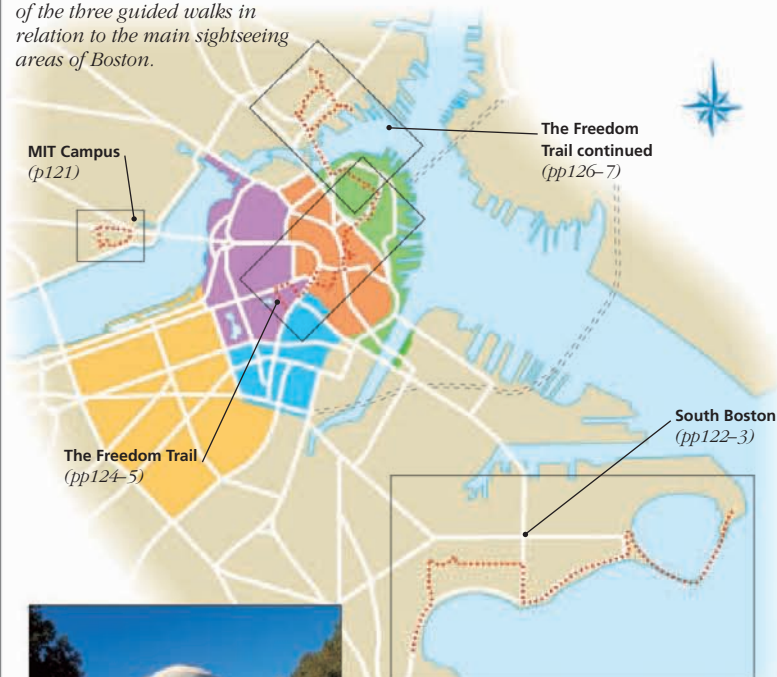 of the three guided walks in
relation to the main sightseeing
areas of Boston.
MIT Campus
(p121)
The Freedom
Trail continued
(pp126–7)
The Freedom Trail
(pp124–5)
South Boston
(pp122–3)